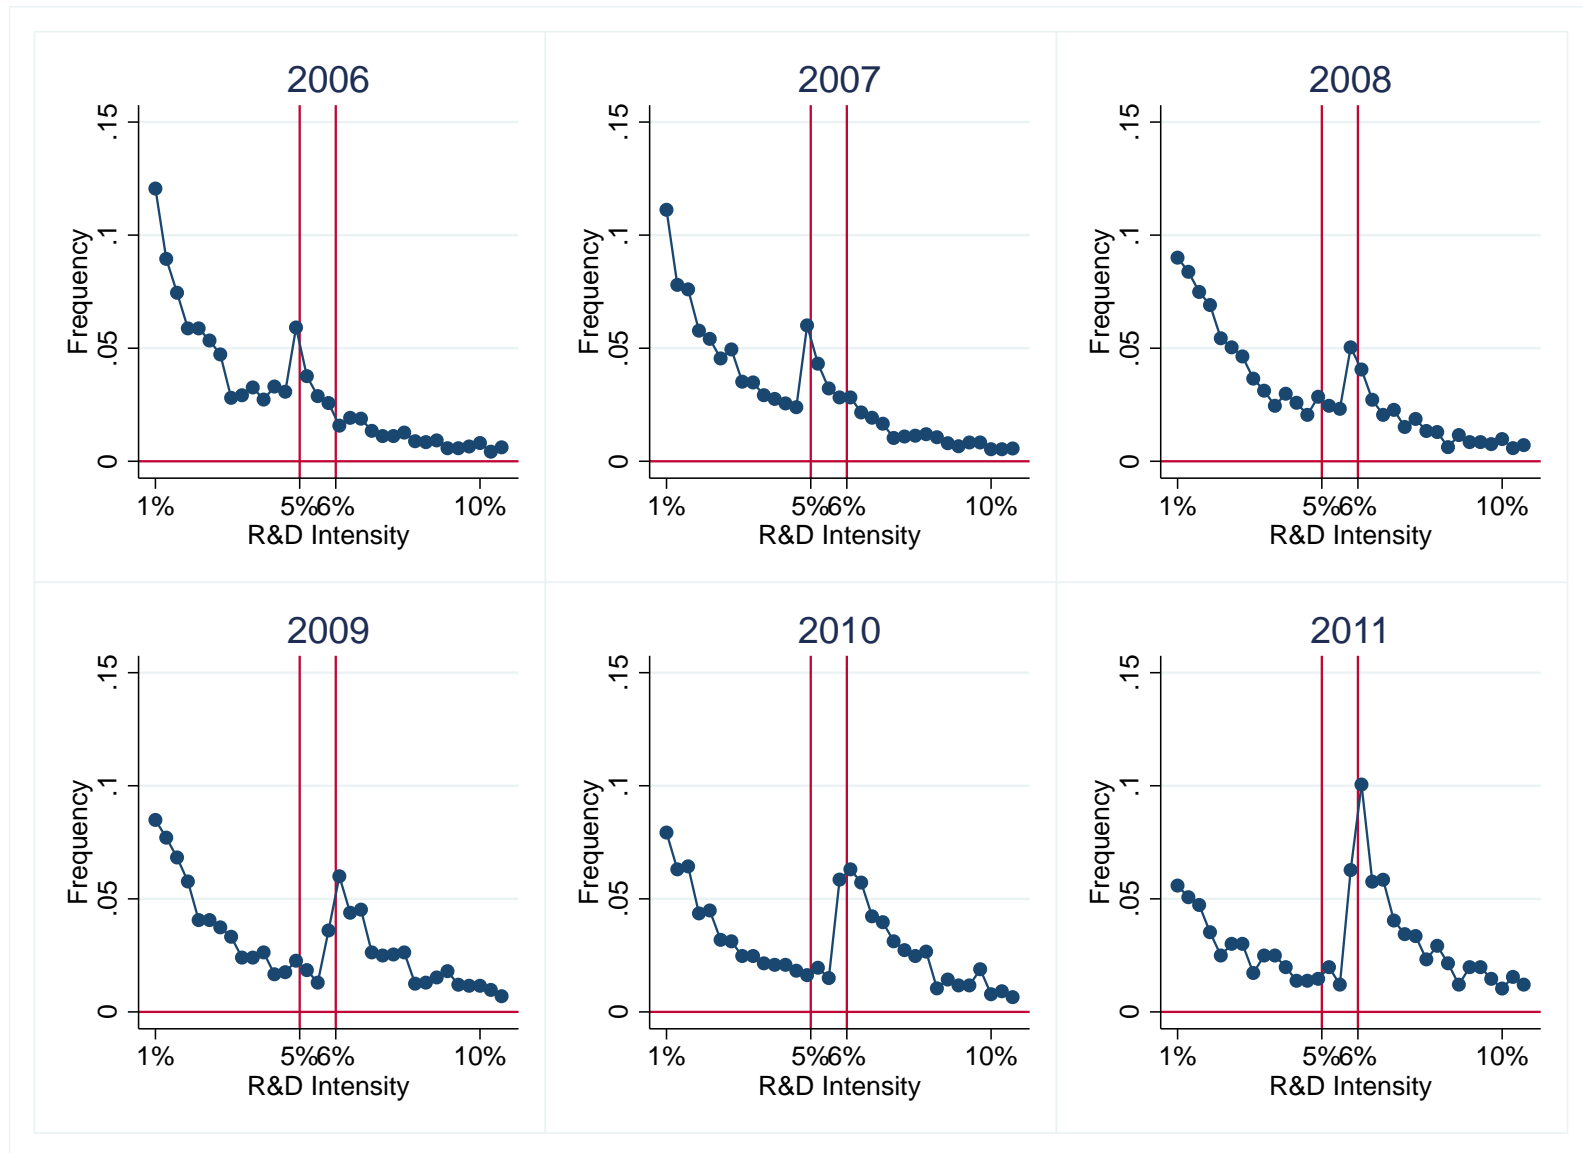 2006
.15
.1
.05
0
Frequency
1% 5% 6% 10%
R&D Intensity
2007
.15
.1
.05
0
Frequency
1% 5% 6% 10%
R&D Intensity
2008
.15
.1
.05
0
Frequency
1% 5% 6% 10%
R&D Intensity
2009
.15
.1
.05
0
Frequency
1% 5% 6% 10%
R&D Intensity
2010
.15
.1
.05
0
Frequency
1% 5% 6% 10%
R&D Intensity
2011
.15
.1
.05
0
Frequency
1% 5% 6% 10%
R&D Intensity